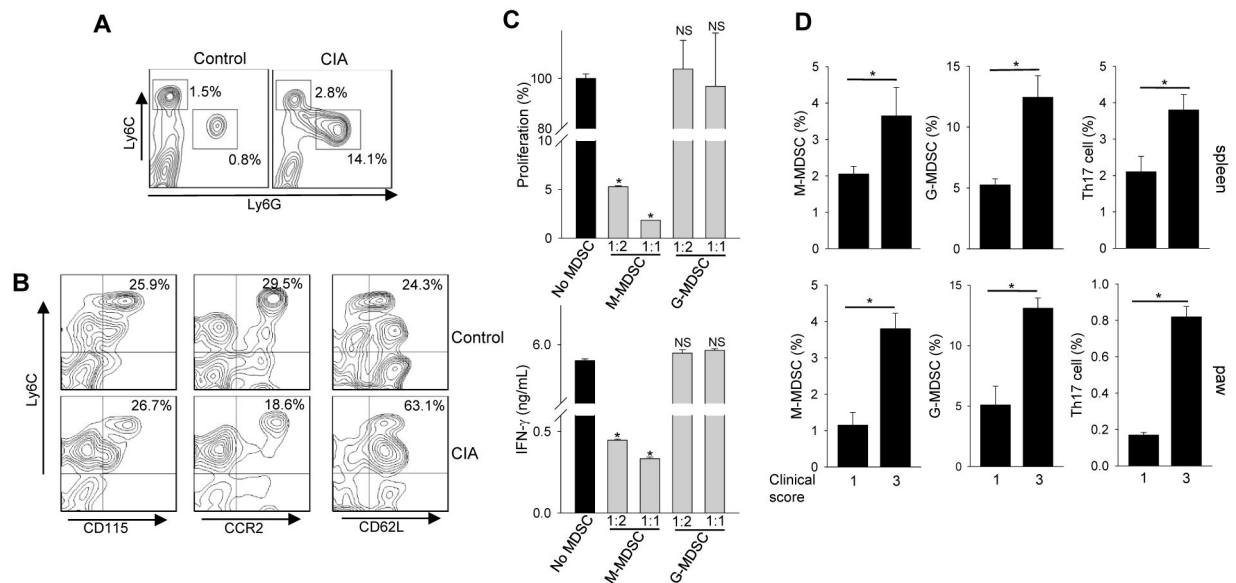 A
Control
CIA
1.5%
0.8%
2.8%
14.1%
Ly6C
Ly6G
B
25.9%
29.5%
24.3%
Control
26.7%
18.6%
63.1%
CIA
Ly6C
CD115
CCR2
CD62L
C
Proliferation (%)
100
80
10
5
0
*
*
NS
NS
No MDSC
1:2
1:1
1:2
1:1
M-MDSC
G-MDSC
IFN-γ (ng/mL)
6.0
0.5
0.0
*
*
NS
NS
No MDSC
1:2
1:1
1:2
1:1
M-MDSC
G-MDSC
D
M-MDSC (%)
5
4
3
2
1
0
*
G-MDSC (%)
15
10
5
0
*
Th17 cell (%)
5
4
3
2
1
0
*
spleen
M-MDSC (%)
5
4
3
2
1
0
*
G-MDSC (%)
15
10
5
0
*
Th17 cell (%)
1.0
0.8
0.6
0.4
0.2
0.0
*
paw
Clinical
score
1
3
1
3
1
3